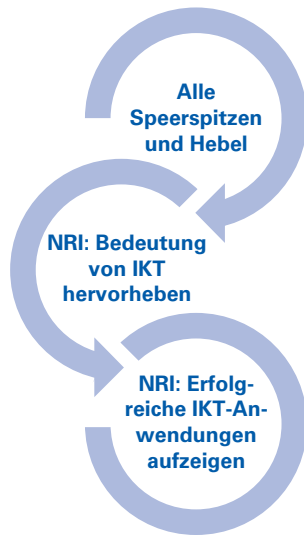 Alle
Speerspitzen
und Hebel
NRI: Bedeutung
von IKT
hervorheben
NRI: Erfolg-
reiche IKT-An-
wendungen
aufzeigen